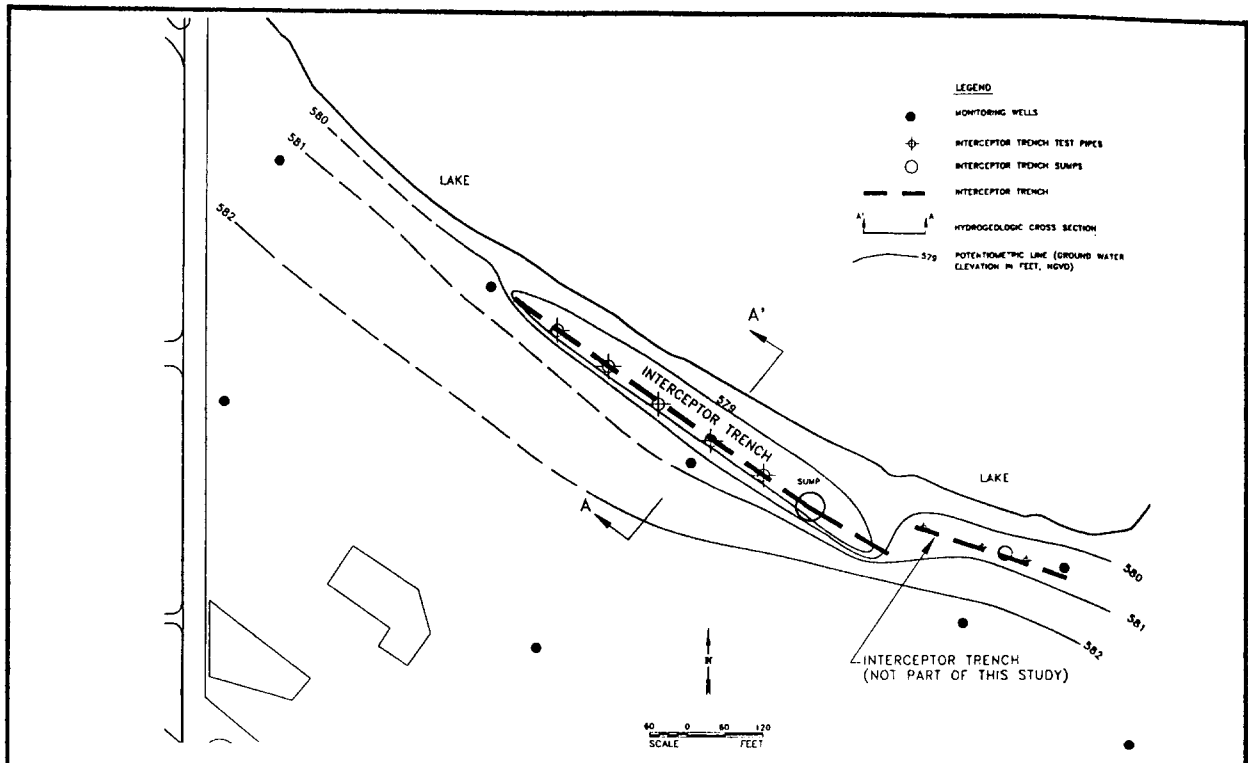 LEGEND
MONITORING WELLS
INTERCEPTOR TRENCH TEST PIPES
INTERCEPTOR TRENCH SUMPS
INTERCEPTOR TRENCH
A' A
HYDROGEOLOGIC CROSS SECTION
579
POTENTIOMETRIC LINE (GROUND WATER
ELEVATION IN FEET, NGVD)
580
581
582
LAKE
A'
579
INTERCEPTOR TRENCH
SUMP
LAKE
A
580
581
582
INTERCEPTOR TRENCH
(NOT PART OF THIS STUDY)
N
60 0 60 120
SCALE FEET